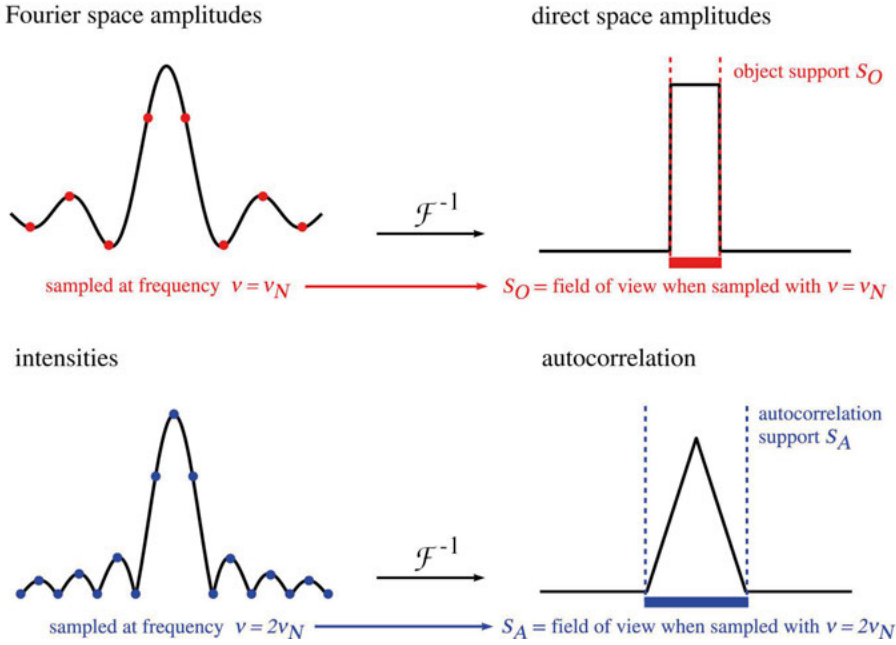 Fourier space amplitudes
direct space amplitudes
object support S_O
ℱ⁻¹
sampled at frequency ν = ν_N
S_O = field of view when sampled with ν = ν_N
intensities
autocorrelation
autocorrelation
support S_A
ℱ⁻¹
sampled at frequency ν = 2ν_N
S_A = field of view when sampled with ν = 2ν_N